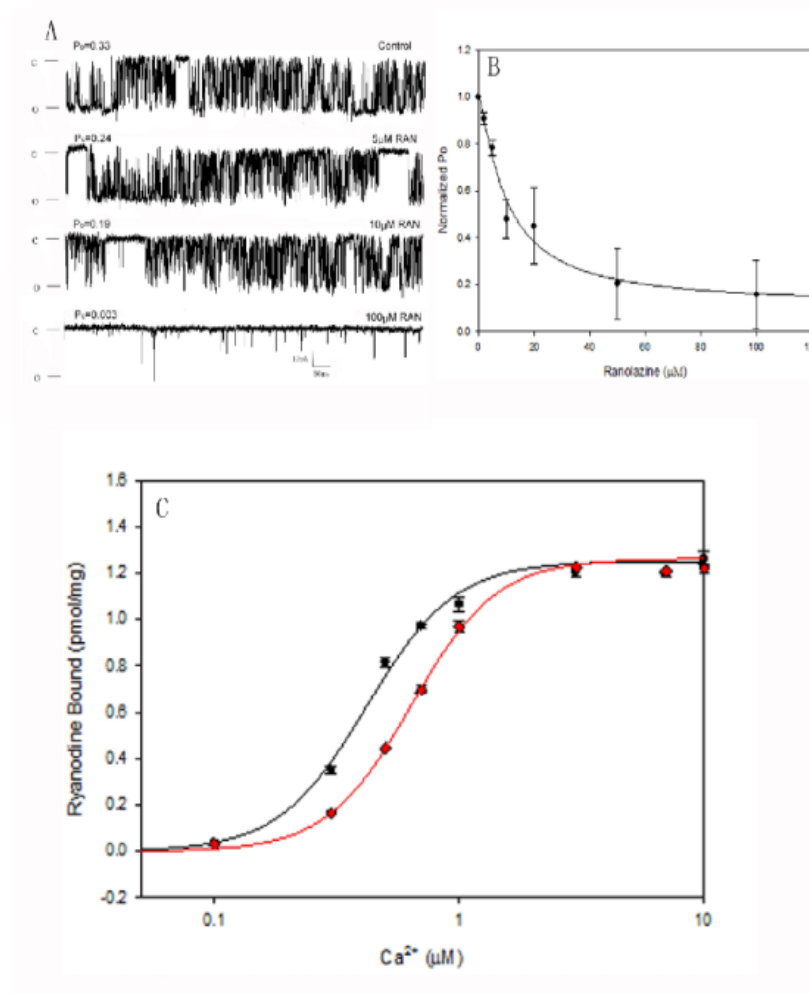 A
Po=0.33 Control
C
O
Po=0.24 5μM RAN
C
O
Po=0.19 10μM RAN
C
O
Po=0.003 100μM RAN
C
O
B
Normalized Po
1.2
1.0
0.8
0.6
0.4
0.2
0.0
0 20 40 60 80 100
Ranolazine (μM)
C
Ryanodine Bound (pmol/mg)
1.6
1.4
1.2
1.0
0.8
0.6
0.4
0.2
0.0
-0.2
0.1 1 10
Ca²⁺ (μM)